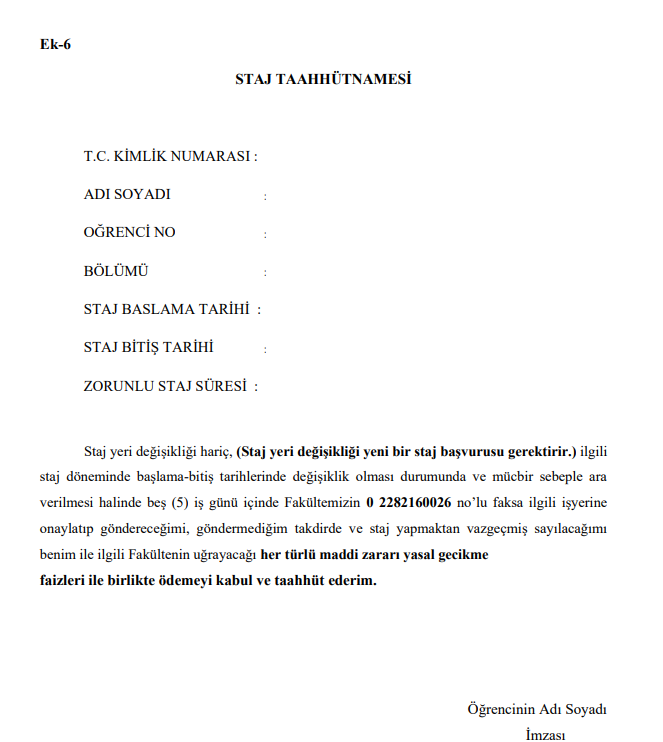 Ek-6
STAJ TAAHHÜTNAMESİ
T.C. KİMLİK NUMARASI :
ADI SOYADI :
OĞRENCİ NO :
BÖLÜMÜ :
STAJ BASLAMA TARİHİ :
STAJ BİTİŞ TARİHİ :
ZORUNLU STAJ SÜRESİ :
Staj yeri değişikliği hariç, (Staj yeri değişikliği yeni bir staj başvurusu gerektirir.) ilgili
staj döneminde başlama-bitiş tarihlerinde değişiklik olması durumunda ve mücbir sebeple ara
verilmesi halinde beş (5) iş günü içinde Fakültemizin 0 2282160026 no’lu faksa ilgili işyerine
onaylatıp göndereceğimi, göndermediğim takdirde ve staj yapmaktan vazgeçmiş sayılacağımı
benim ile ilgili Fakültenin uğrayacağı her türlü maddi zararı yasal gecikme
faizleri ile birlikte ödemeyi kabul ve taahhüt ederim.
Öğrencinin Adı Soyadı
İmzası